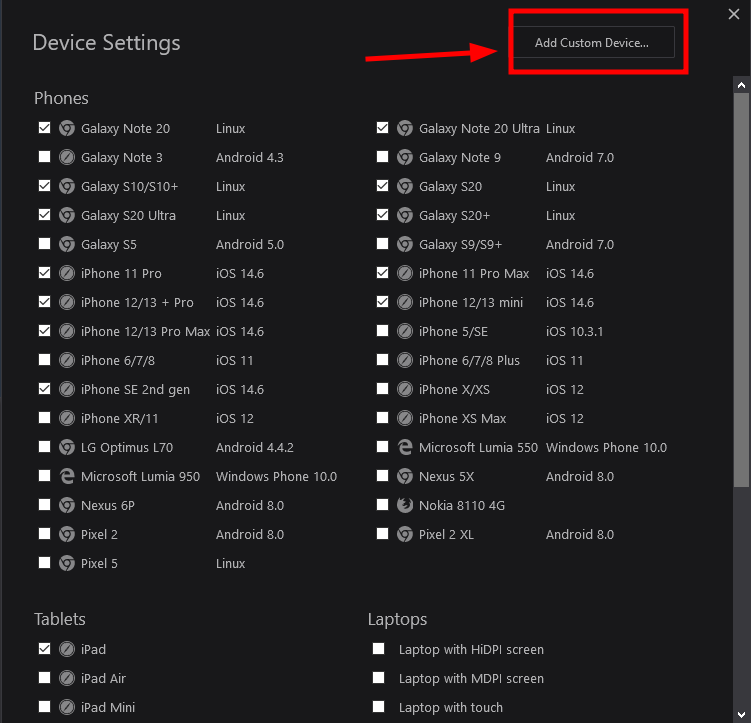 Device Settings
Add Custom Device...
Phones
Galaxy Note 20 Linux
Galaxy Note 20 Ultra Linux
Galaxy Note 3 Android 4.3
Galaxy Note 9 Android 7.0
Galaxy S10/S10+ Linux
Galaxy S20 Linux
Galaxy S20 Ultra Linux
Galaxy S20+ Linux
Galaxy S5 Android 5.0
Galaxy S9/S9+ Android 7.0
iPhone 11 Pro iOS 14.6
iPhone 11 Pro Max iOS 14.6
iPhone 12/13 + Pro iOS 14.6
iPhone 12/13 mini iOS 14.6
iPhone 12/13 Pro Max iOS 14.6
iPhone 5/SE iOS 10.3.1
iPhone 6/7/8 iOS 11
iPhone 6/7/8 Plus iOS 11
iPhone SE 2nd gen iOS 14.6
iPhone X/XS iOS 12
iPhone XR/11 iOS 12
iPhone XS Max iOS 12
LG Optimus L70 Android 4.4.2
Microsoft Lumia 550 Windows Phone 10.0
Microsoft Lumia 950 Windows Phone 10.0
Nexus 5X Android 8.0
Nexus 6P Android 8.0
Nokia 8110 4G
Pixel 2 Android 8.0
Pixel 2 XL Android 8.0
Pixel 5 Linux
Tablets
Laptops
iPad
Laptop with HiDPI screen
iPad Air
Laptop with MDPI screen
iPad Mini
Laptop with touch